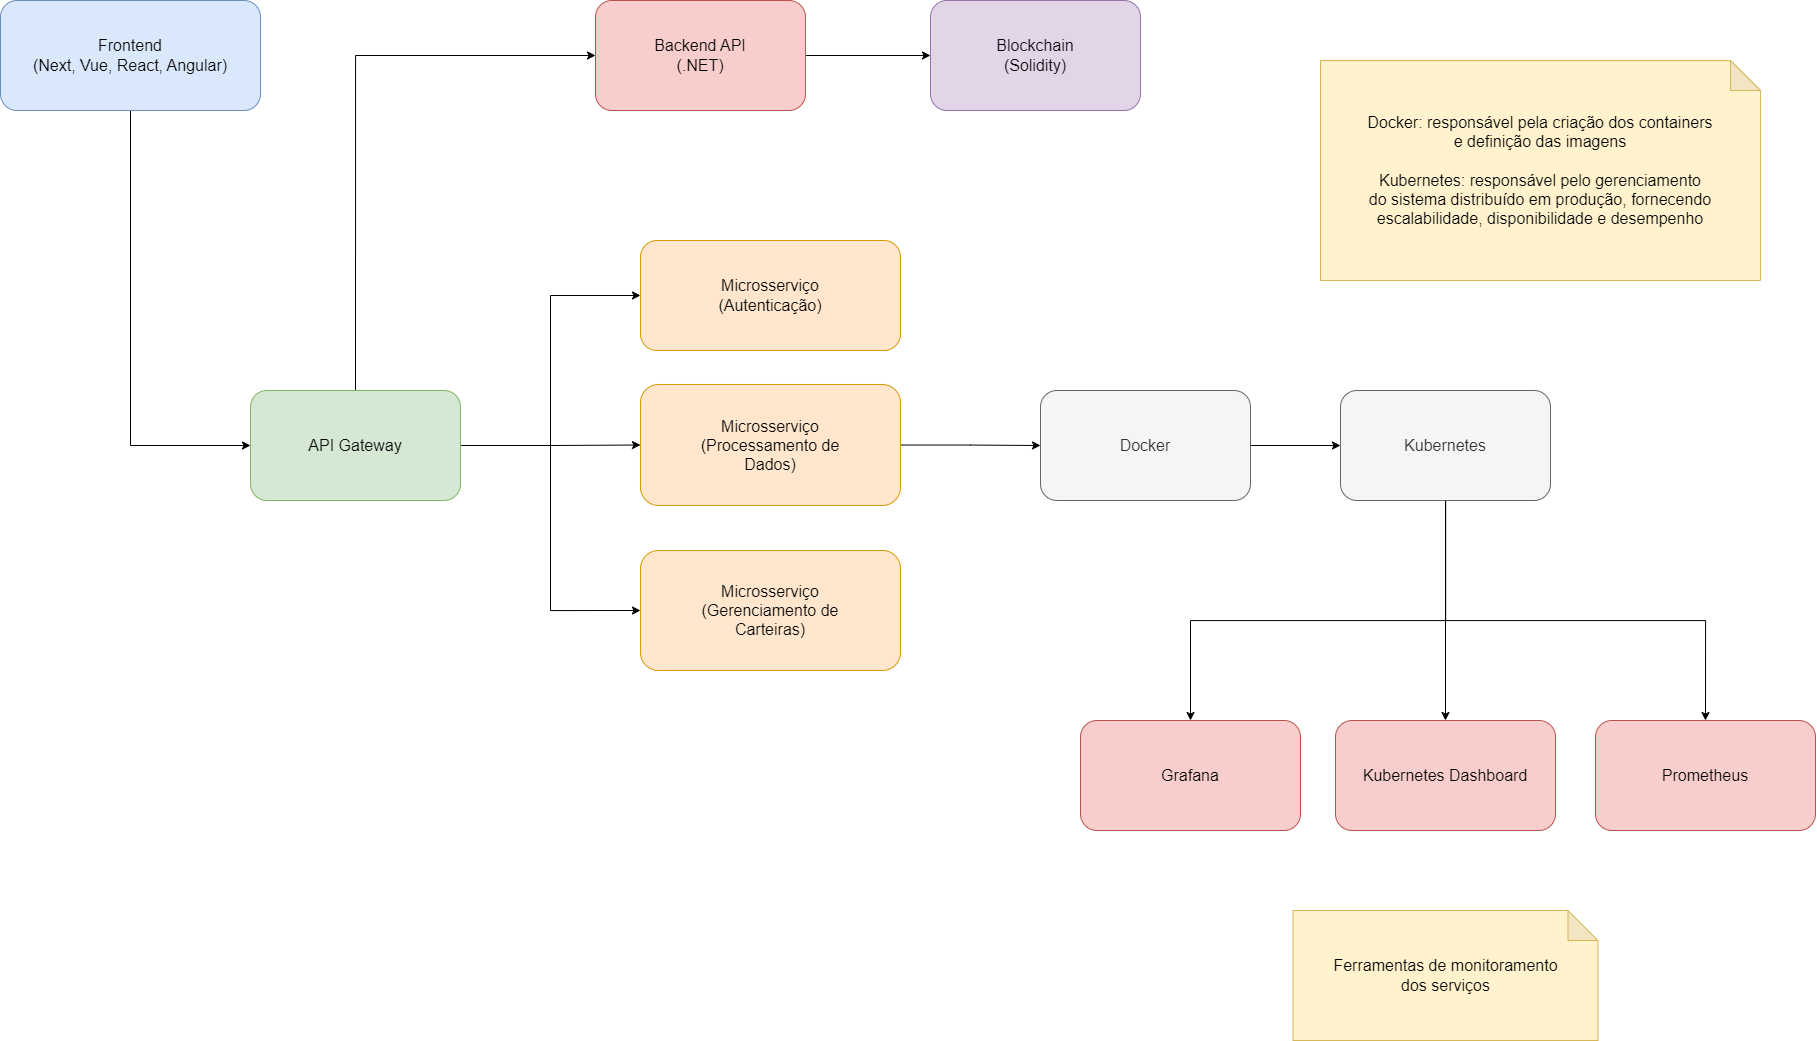 Frontend
(Next, Vue, React, Angular)
Backend API
(.NET)
Blockchain
(Solidity)
Docker: responsável pela criação dos containers
e definição das imagens
Kubernetes: responsável pelo gerenciamento
do sistema distribuído em produção, fornecendo
escalabilidade, disponibilidade e desempenho
Microsserviço
(Autenticação)
API Gateway
Microsserviço
(Processamento de
Dados)
Docker
Kubernetes
Microsserviço
(Gerenciamento de
Carteiras)
Grafana
Kubernetes Dashboard
Prometheus
Ferramentas de monitoramento
dos serviços